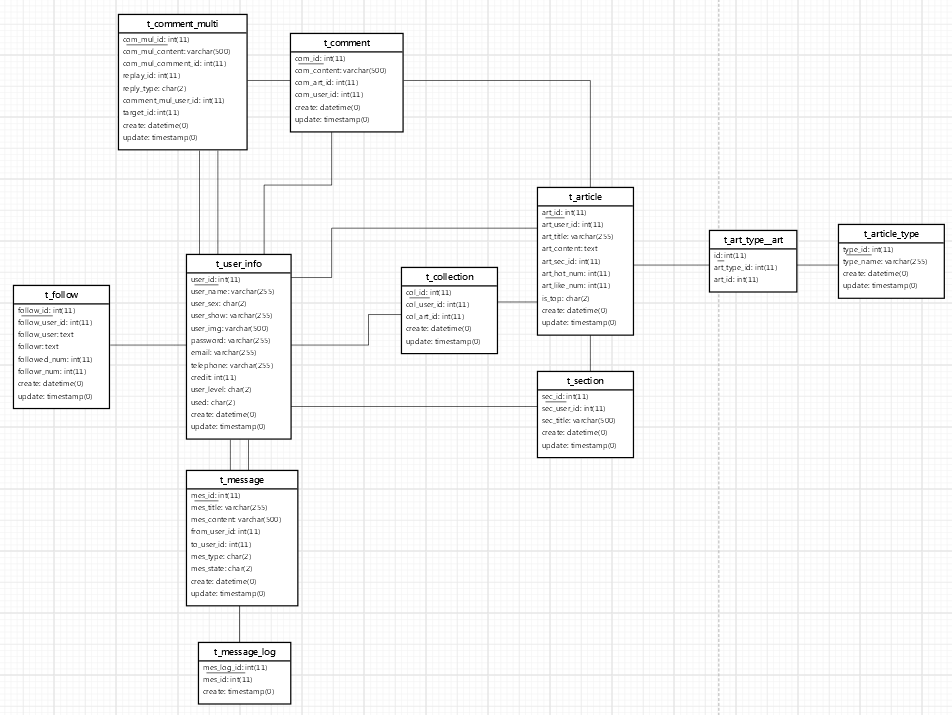 t_comment_multi
com_mul_id: int(11)
com_mul_content: varchar(500)
com_mul_comment_id: int(11)
replay_id: int(11)
reply_type: char(2)
comment_mul_user_id: int(11)
target_id: int(11)
create: datetime(0)
update: timestamp(0)
t_comment
com_id: int(11)
com_content: varchar(500)
com_art_id: int(11)
com_user_id: int(11)
create: datetime(0)
update: timestamp(0)
t_article
art_id: int(11)
art_user_id: int(11)
art_title: varchar(255)
art_content: text
art_sec_id: int(11)
art_hot_num: int(11)
art_like_num: int(11)
is_top: char(2)
create: datetime(0)
update: timestamp(0)
t_art_type__art
id: int(11)
art_type_id: int(11)
art_id: int(11)
t_article_type
type_id: int(11)
type_name: varchar(255)
create: datetime(0)
update: timestamp(0)
t_user_info
user_id: int(11)
user_name: varchar(255)
user_sex: char(2)
user_show: varchar(255)
user_img: varchar(500)
password: varchar(255)
email: varchar(255)
telephone: varchar(255)
credit: int(11)
user_level: char(2)
used: char(2)
create: datetime(0)
update: timestamp(0)
t_collection
col_id: int(11)
col_user_id: int(11)
col_art_id: int(11)
create: datetime(0)
update: timestamp(0)
t_follow
follow_id: int(11)
follow_user_id: int(11)
follow_user: text
followr: text
followed_num: int(11)
followr_num: int(11)
create: datetime(0)
update: timestamp(0)
t_section
sec_id: int(11)
sec_user_id: int(11)
sec_title: varchar(500)
create: datetime(0)
update: timestamp(0)
t_message
mes_id: int(11)
mes_title: varchar(255)
mes_content: varchar(500)
from_user_id: int(11)
to_user_id: int(11)
mes_type: char(2)
mes_state: char(2)
create: datetime(0)
update: timestamp(0)
t_message_log
mes_log_id: int(11)
mes_id: int(11)
create: timestamp(0)